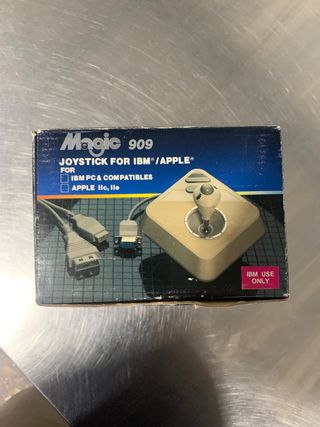 Magic 909
JOYSTICK FOR IBM®/APPLE®
FOR
IBM PC & COMPATIBLES
APPLE IIc, IIe
IBM USE
ONLY